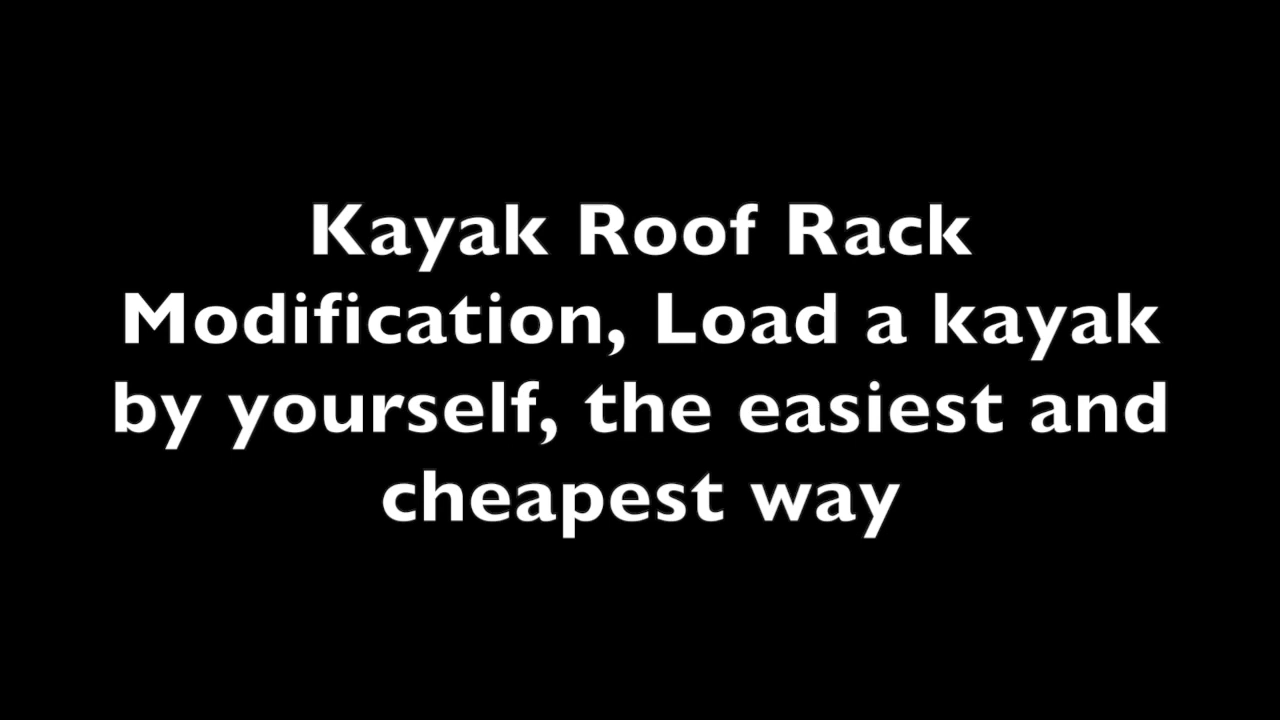 Kayak Roof Rack
Modification, Load a kayak
by yourself, the easiest and
cheapest way